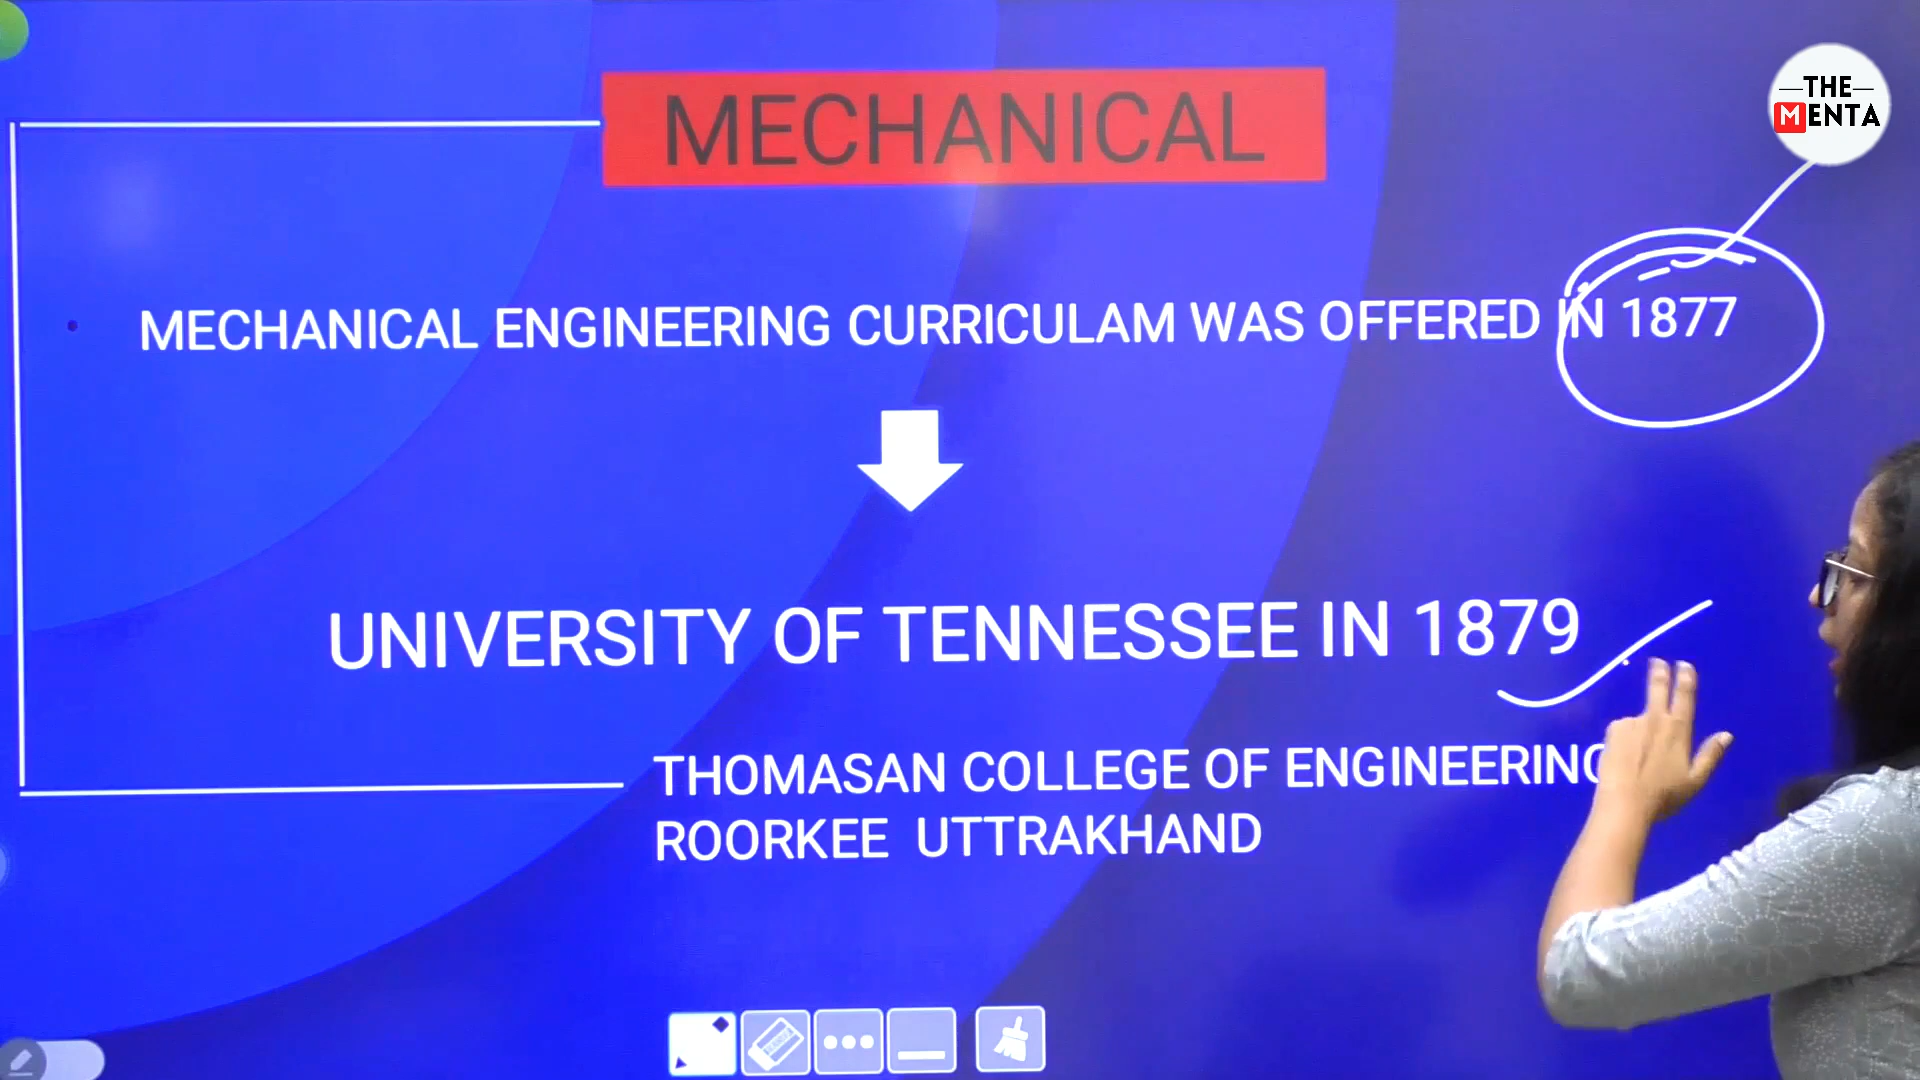 THE
MENTA
MECHANICAL
MECHANICAL ENGINEERING CURRICULAM WAS OFFERED IN 1877
UNIVERSITY OF TENNESSEE IN 1879
THOMASAN COLLEGE OF ENGINEERING
ROORKEE UTTRAKHAND